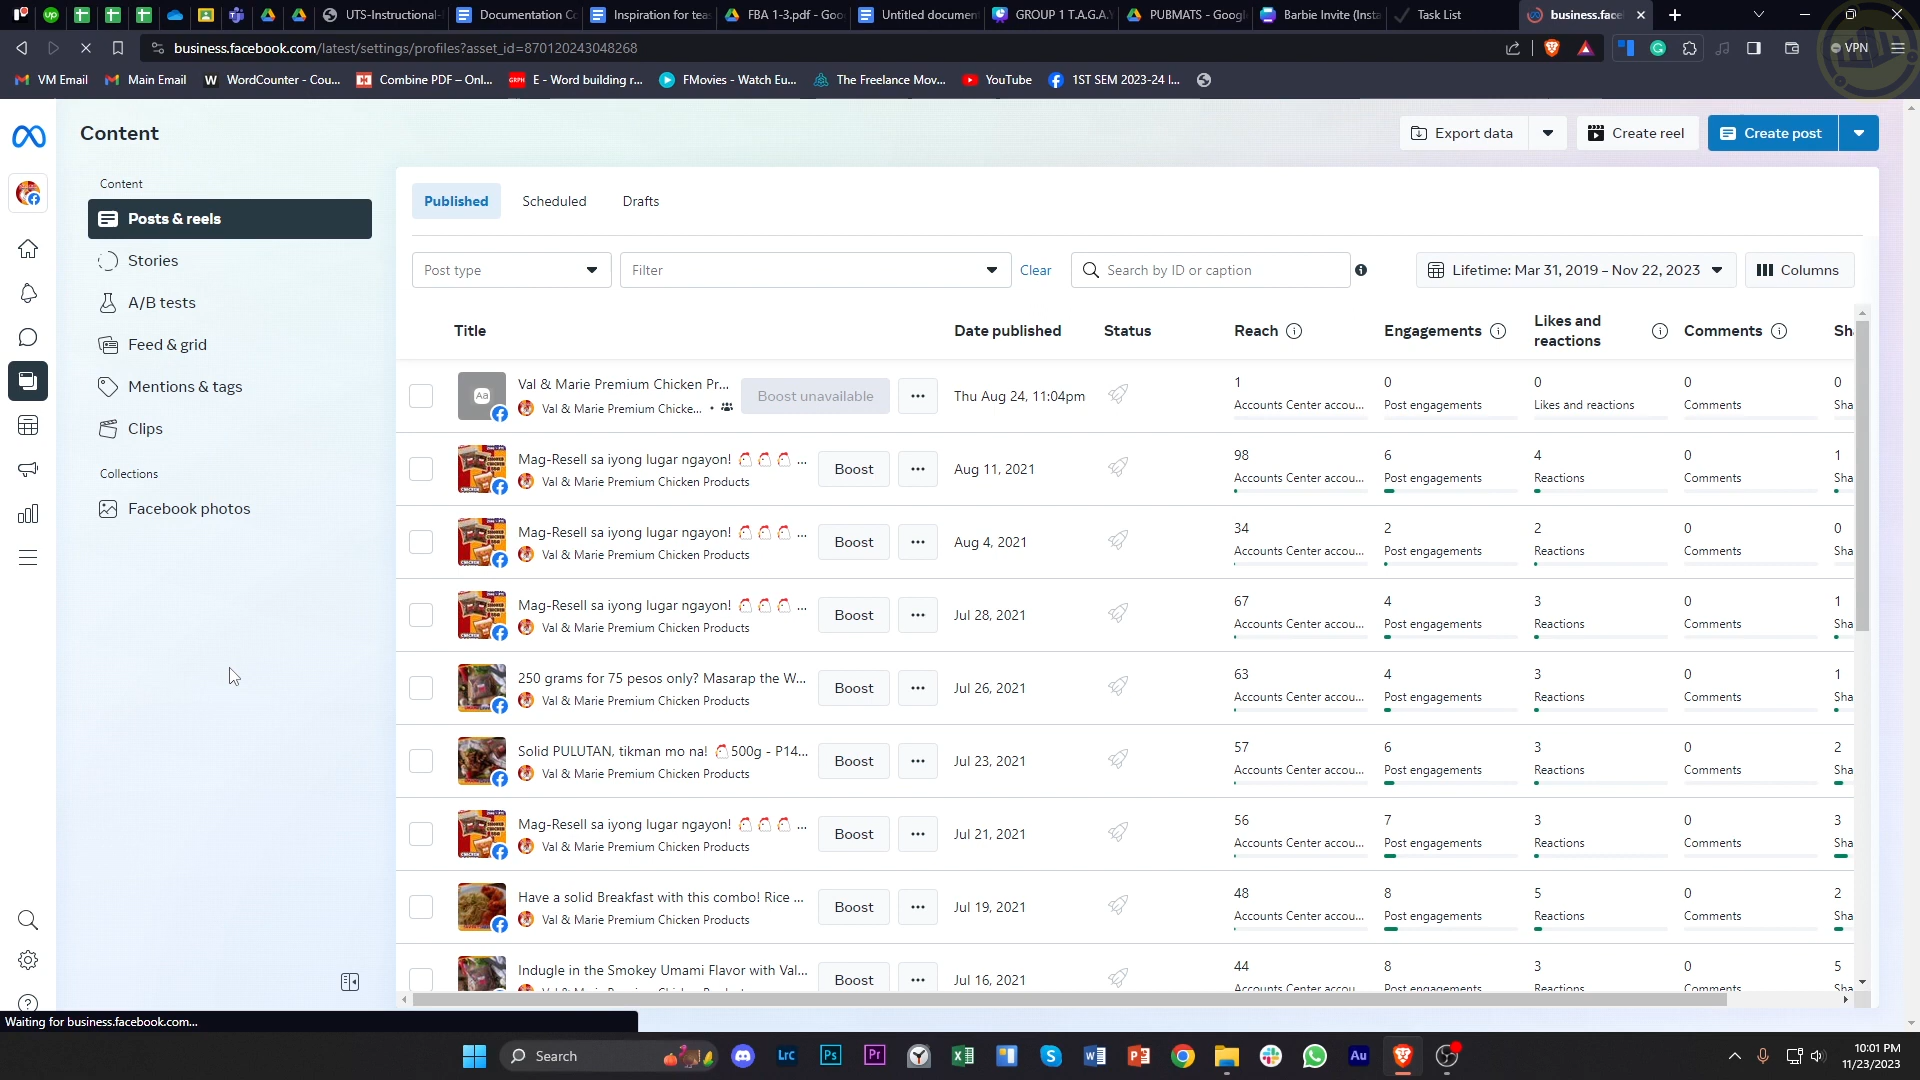 UTS-Instructional-
Documentation Co
Inspiration for teas
FBA 1-3.pdf - Goo
Untitled document
GROUP 1 T.A.G.A.Y
PUBMATS - Google
Barbie Invite (Insta
Task List
business.face
business.facebook.com/latest/settings/profiles?asset_id=870120243048268
VPN
VM Email
Main Email
WordCounter - Cou...
Combine PDF – Onl...
E - Word building r...
FMovies - Watch Eu...
The Freelance Mov...
YouTube
1ST SEM 2023-24 I...
Content
Export data
Create reel
Create post
Content
Posts & reels
Stories
A/B tests
Feed & grid
Mentions & tags
Clips
Collections
Facebook photos
Published
Scheduled
Drafts
Post type
Filter
Clear
Search by ID or caption
Lifetime: Mar 31, 2019 – Nov 22, 2023
Columns
Title
Date published
Status
Reach
Engagements
Likes and
reactions
Comments
Sh
Val & Marie Premium Chicken Pr...
Val & Marie Premium Chicke...
Boost unavailable
Thu Aug 24, 11:04pm
1
Accounts Center accou...
0
Post engagements
0
Likes and reactions
0
Comments
0
Sha
Mag-Resell sa iyong lugar ngayon! 🐔 🐔 🐔 ...
Val & Marie Premium Chicken Products
Boost
Aug 11, 2021
98
Accounts Center accou...
6
Post engagements
4
Reactions
0
Comments
1
Sha
Mag-Resell sa iyong lugar ngayon! 🐔 🐔 🐔 ...
Val & Marie Premium Chicken Products
Boost
Aug 4, 2021
34
Accounts Center accou...
2
Post engagements
2
Reactions
0
Comments
0
Sha
Mag-Resell sa iyong lugar ngayon! 🐔 🐔 🐔 ...
Val & Marie Premium Chicken Products
Boost
Jul 28, 2021
67
Accounts Center accou...
4
Post engagements
3
Reactions
0
Comments
1
Sha
250 grams for 75 pesos only? Masarap the W...
Val & Marie Premium Chicken Products
Boost
Jul 26, 2021
63
Accounts Center accou...
4
Post engagements
3
Reactions
0
Comments
1
Sha
Solid PULUTAN, tikman mo na! 🐔500g - P14...
Val & Marie Premium Chicken Products
Boost
Jul 23, 2021
57
Accounts Center accou...
6
Post engagements
3
Reactions
0
Comments
2
Sha
Mag-Resell sa iyong lugar ngayon! 🐔 🐔 🐔 ...
Val & Marie Premium Chicken Products
Boost
Jul 21, 2021
56
Accounts Center accou...
7
Post engagements
3
Reactions
0
Comments
3
Sha
Have a solid Breakfast with this combo! Rice ...
Val & Marie Premium Chicken Products
Boost
Jul 19, 2021
48
Accounts Center accou...
8
Post engagements
5
Reactions
0
Comments
2
Sha
Indugle in the Smokey Umami Flavor with Val...
Boost
Jul 16, 2021
44
Accounts Center accou
8
Post engagements
3
Reactions
0
Comments
5
Sha
Waiting for business.facebook.com...
Search
10:01 PM
11/23/2023